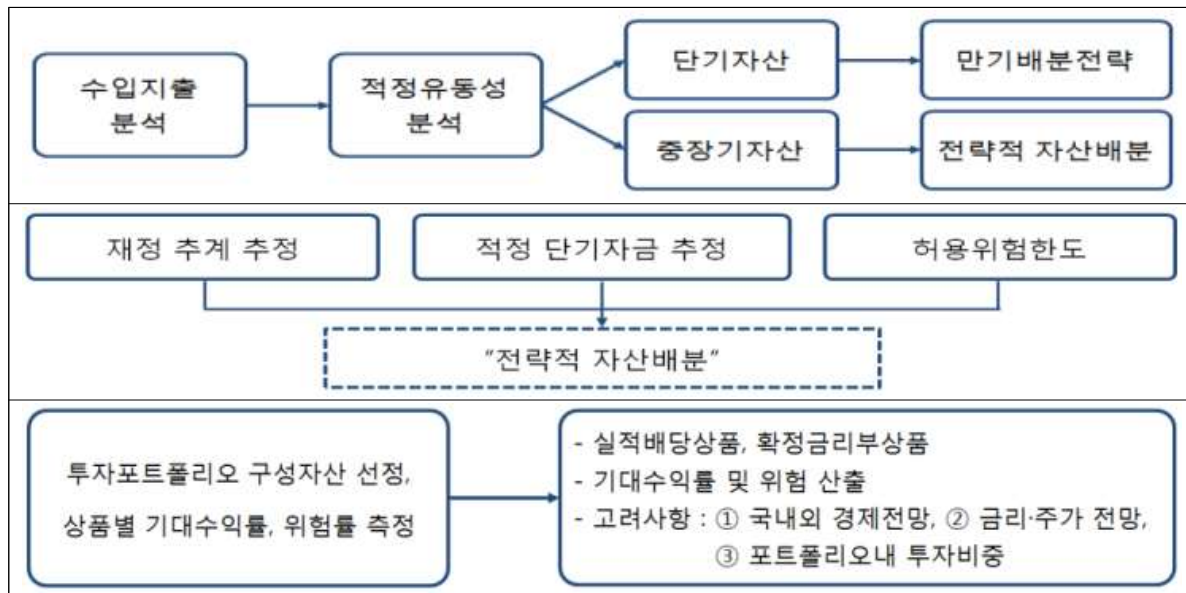 수입지출
분석
적정유동성
분석
단기자산
만기배분전략
중장기자산
전략적 자산배분
재정 추계 추정
적정 단기자금 추정
허용위험한도
"전략적 자산배분"
투자포트폴리오 구성자산 선정,
상품별 기대수익률, 위험률 측정
- 실적배당상품, 확정금리부상품
- 기대수익률 및 위험 산출
- 고려사항 : ① 국내외 경제전망, ② 금리·주가 전망,
③ 포트폴리오내 투자비중